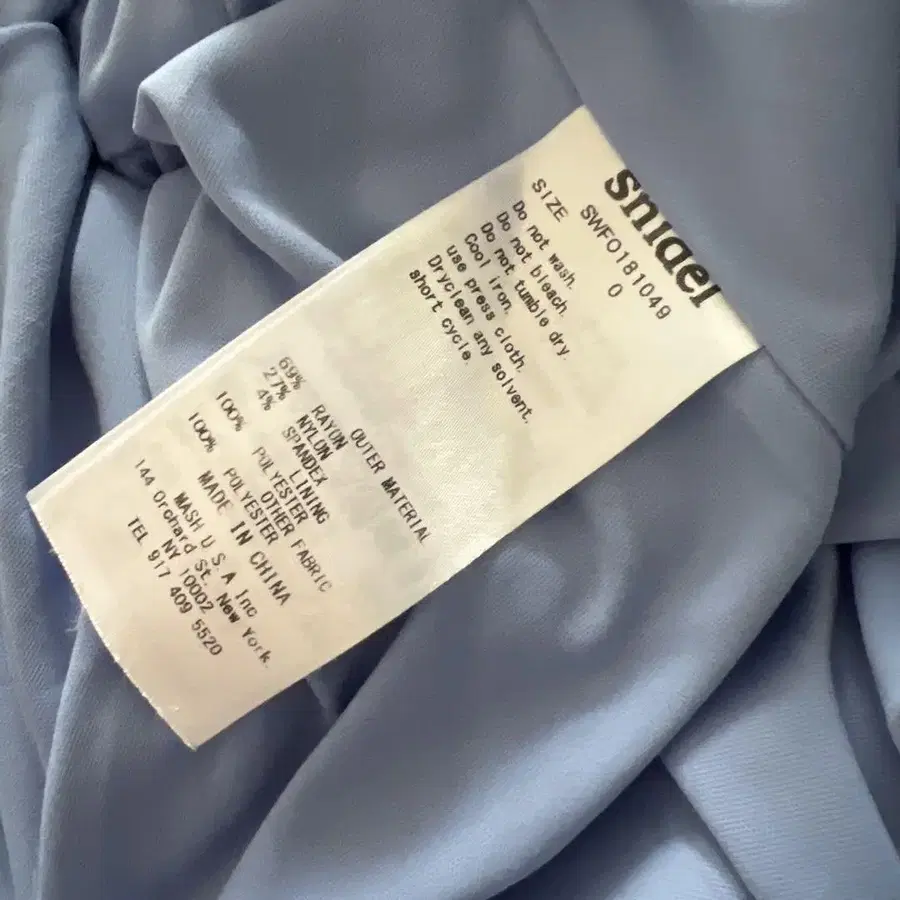 snidel
SWFO181049
SIZE 0
Do not wash.
Do not bleach.
Do not tumble dry.
Cool iron.
use press cloth.
Dryclean any solvent.
short cycle.
OUTER MATERIAL
69% RAYON
27% NYLON
4% SPANDEX
LINING
100% POLYESTER
OTHER FABRIC
100% POLYESTER
MADE IN CHINA
MASH U S.A Inc.
144 Orchard St. New York.
NY 10002
TEL 917 409 5520